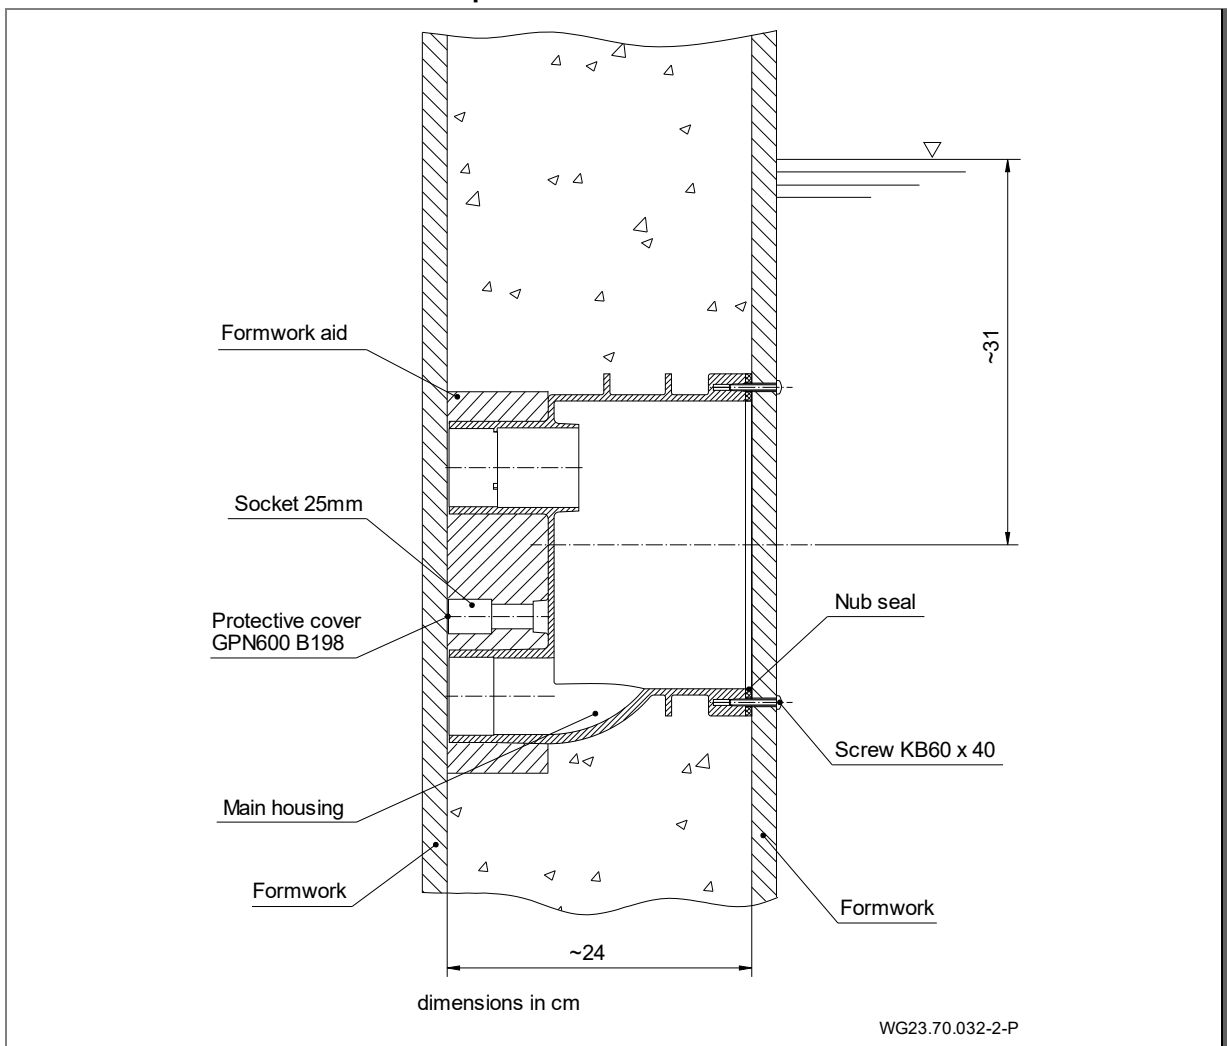 Formwork aid
~31
Socket 25mm
Nub seal
Protective cover
GPN600 B198
Screw KB60 x 40
Main housing
Formwork
Formwork
~24
dimensions in cm
WG23.70.032-2-P